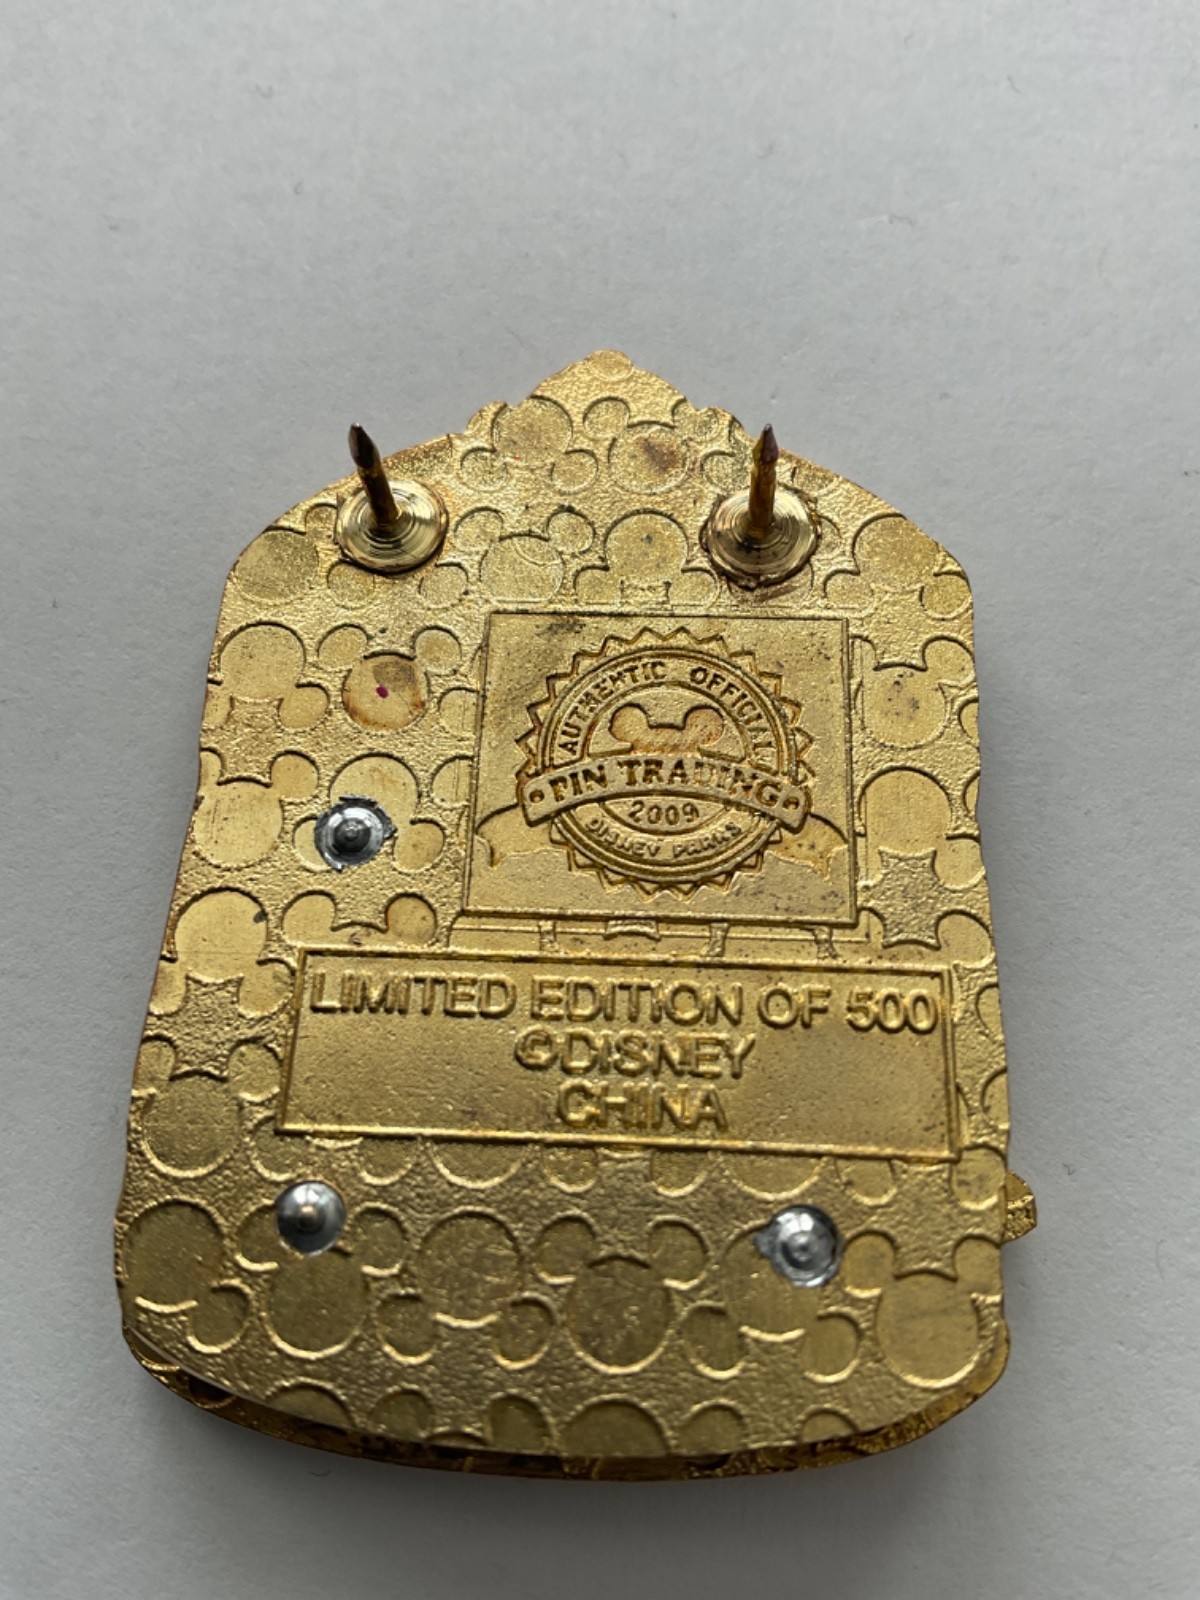 AUTHENTIC OFFICIAL
PIN TRADING
2009
DISNEY PARKS
LIMITED EDITION OF 500
©DISNEY
CHINA